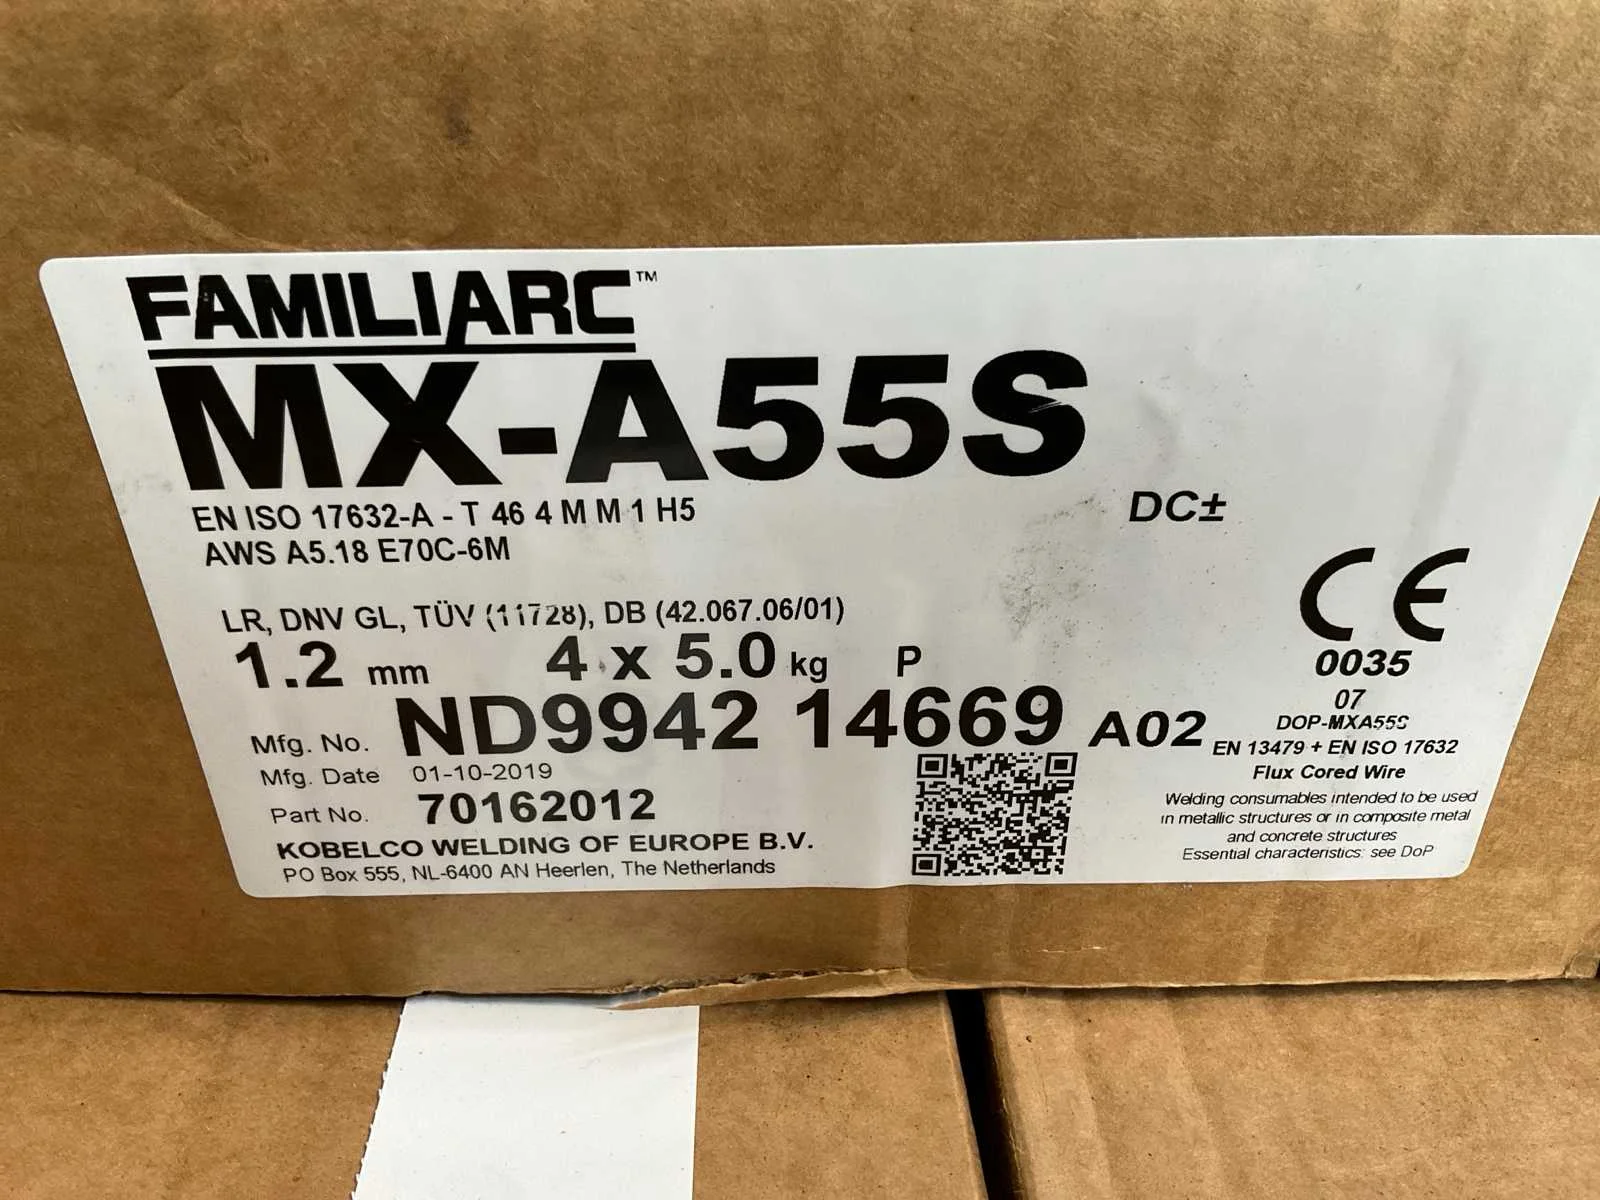 FAMILIARC™
MX-A55S
EN ISO 17632-A - T 46 4 M M 1 H5
AWS A5.18 E70C-6M
DC±
LR, DNV GL, TÜV (11728), DB (42.067.06/01)
1.2 mm 4 x 5.0 kg P
Mfg. No. ND9942 14669 A02
Mfg. Date 01-10-2019
Part No. 70162012
KOBELCO WELDING OF EUROPE B.V.
PO Box 555, NL-6400 AN Heerlen, The Netherlands
CE
0035
07
DOP-MXA55S
EN 13479 + EN ISO 17632
Flux Cored Wire
Welding consumables intended to be used
in metallic structures or in composite metal
and concrete structures
Essential characteristics: see DoP